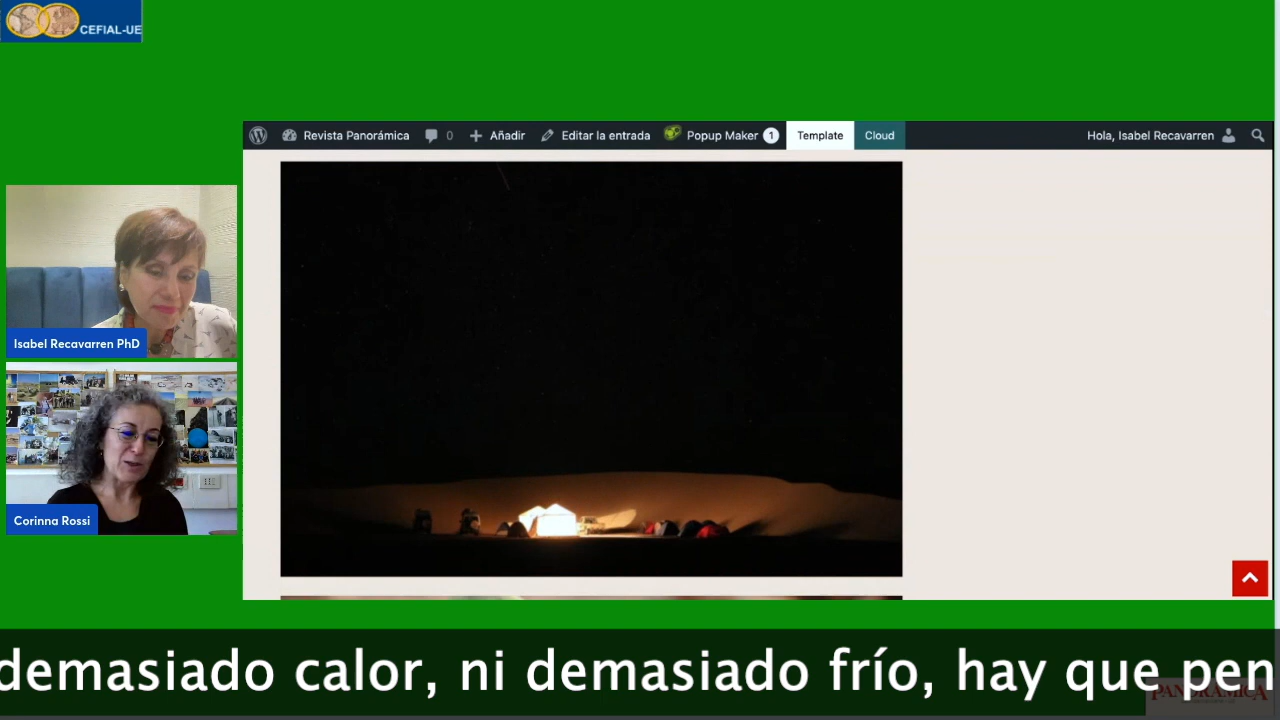 CEFIAL-UE
Revista Panorámica 0 Añadir Editar la entrada Popup Maker 1 Template Cloud Hola, Isabel Recavarren
Isabel Recavarren PhD
Corinna Rossi
demasiado calor, ni demasiado frío, hay que pen
PANORÁMICA